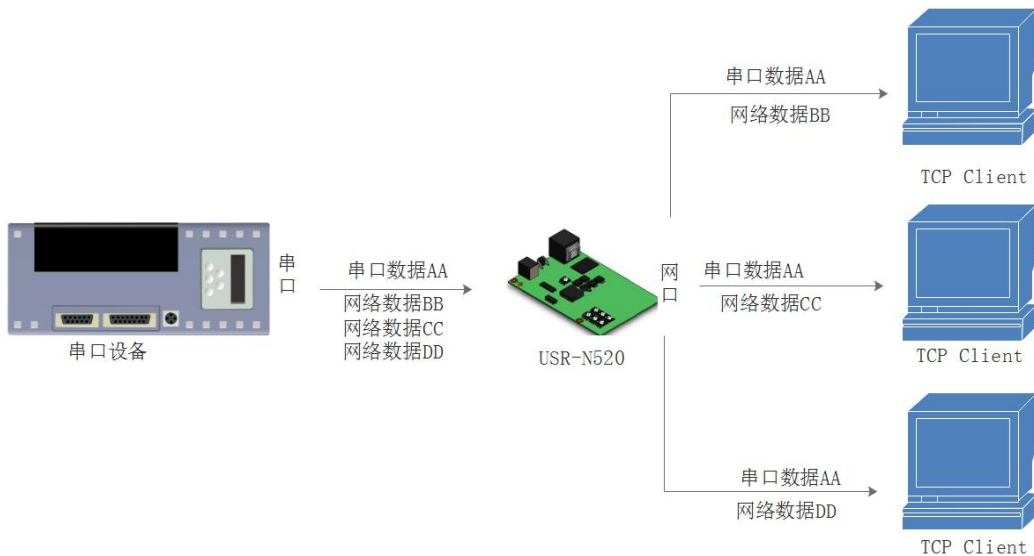 串口数据AA
网络数据BB
TCP Client
串口
串口数据AA
网络数据BB
网络数据CC
网络数据DD
串口设备
USR-N520
网口
串口数据AA
网络数据CC
TCP Client
串口数据AA
网络数据DD
TCP Client